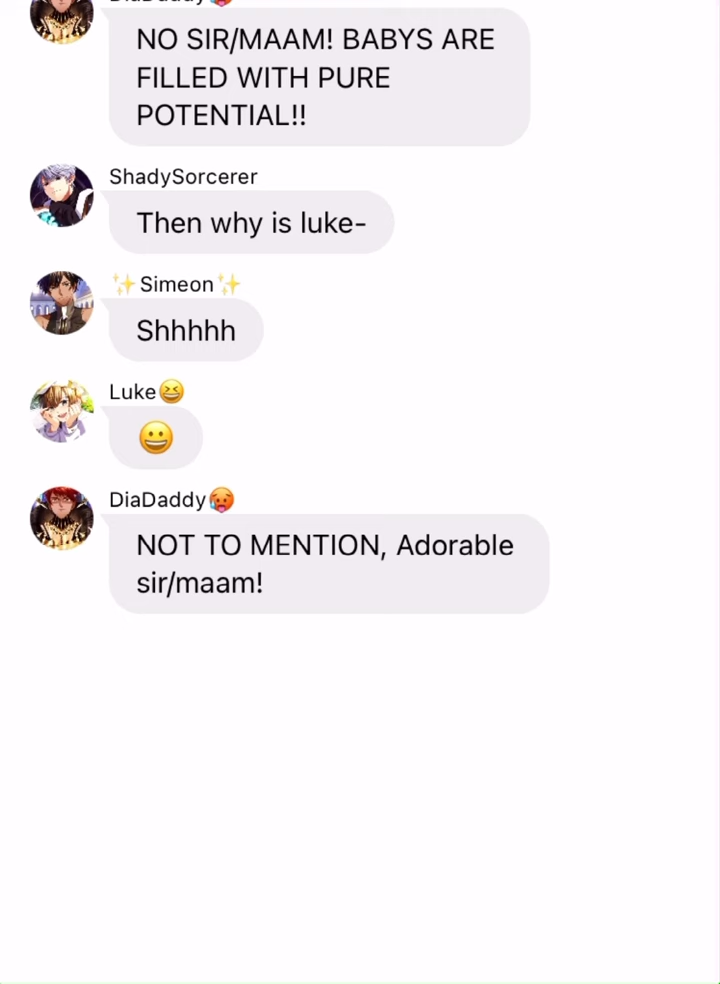 DiaDaddy🥵
NO SIR/MAAM! BABYS ARE
FILLED WITH PURE
POTENTIAL!!
ShadySorcerer
Then why is luke-
✨Simeon✨
Shhhhh
Luke😆
😀
DiaDaddy🥵
NOT TO MENTION, Adorable
sir/maam!